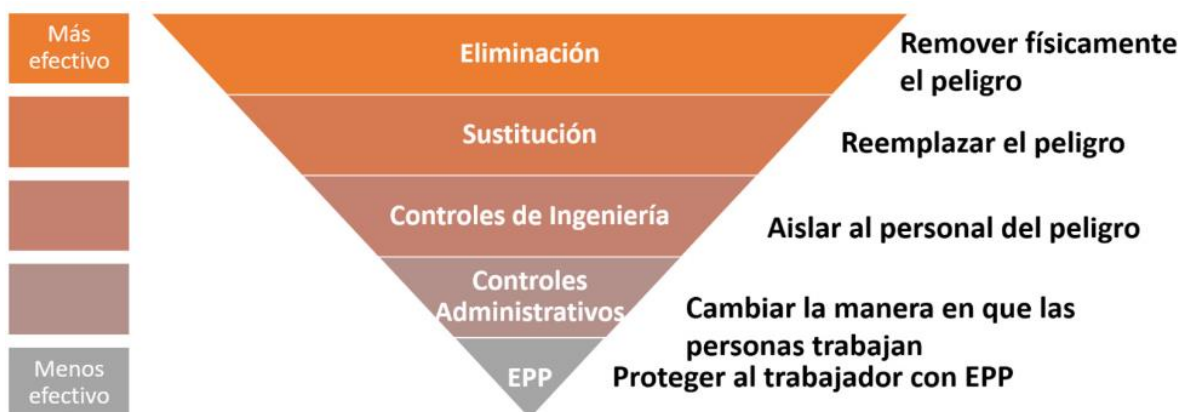 Más
efectivo
Eliminación
Remover físicamente
el peligro
Sustitución
Reemplazar el peligro
Controles de Ingeniería
Aislar al personal del peligro
Controles
Administrativos
Cambiar la manera en que las
personas trabajan
Menos
efectivo
EPP
Proteger al trabajador con EPP